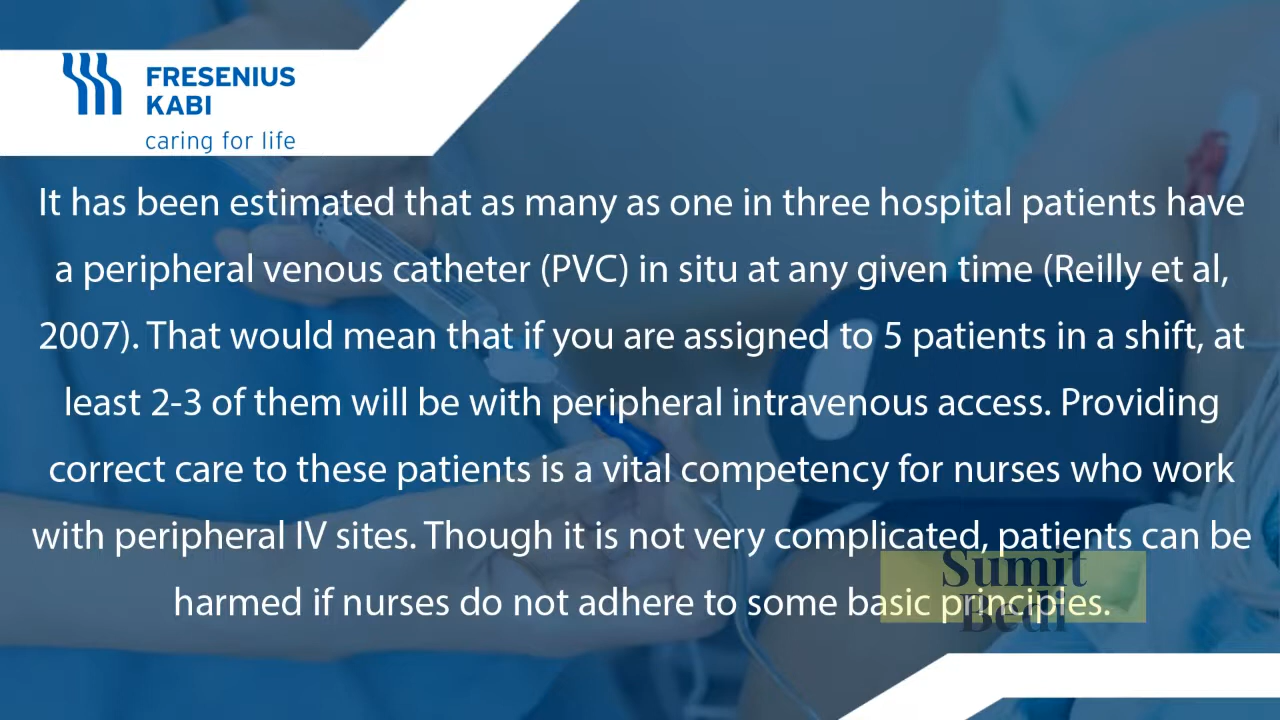 FRESENIUS
KABI
caring for life
It has been estimated that as many as one in three hospital patients have
a peripheral venous catheter (PVC) in situ at any given time (Reilly et al,
2007). That would mean that if you are assigned to 5 patients in a shift, at
least 2-3 of them will be with peripheral intravenous access. Providing
correct care to these patients is a vital competency for nurses who work
with peripheral IV sites. Though it is not very complicated, patients can be
harmed if nurses do not adhere to some basic principles.
Sumit
Bedi